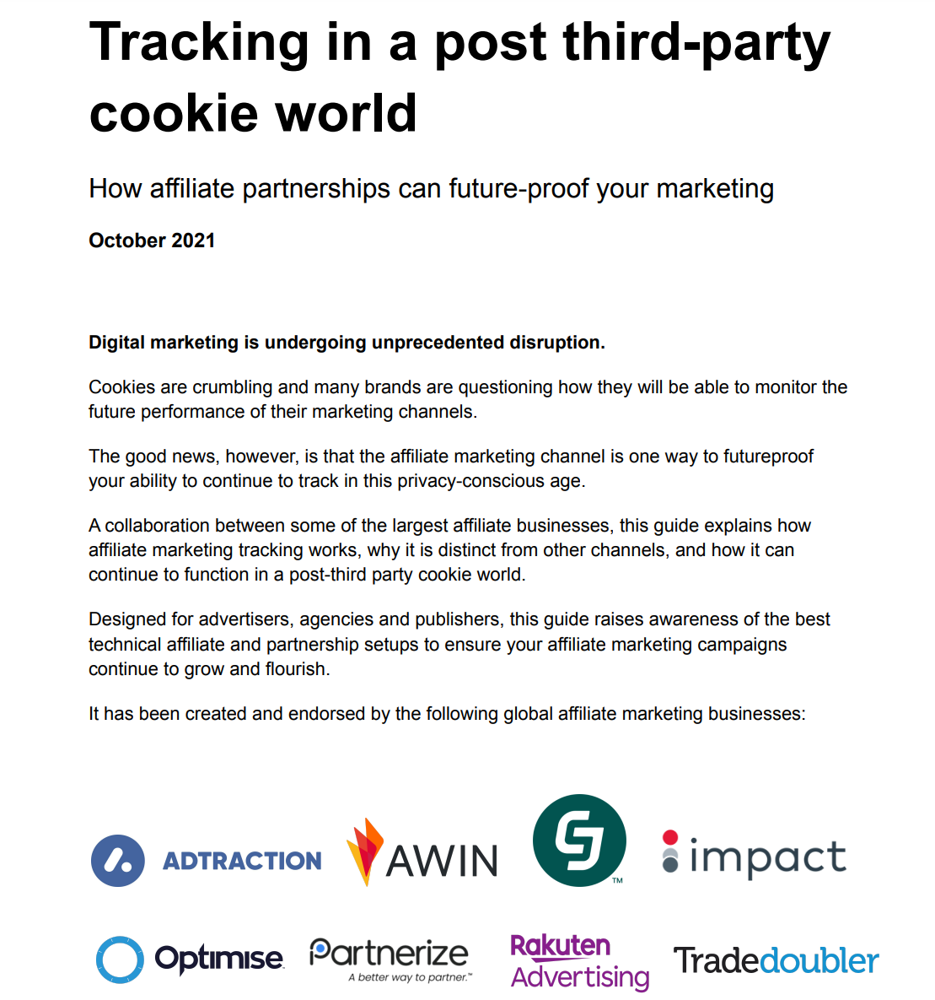 Tracking in a post third-party
cookie world
How affiliate partnerships can future-proof your marketing
October 2021
Digital marketing is undergoing unprecedented disruption.
Cookies are crumbling and many brands are questioning how they will be able to monitor the
future performance of their marketing channels.
The good news, however, is that the affiliate marketing channel is one way to futureproof
your ability to continue to track in this privacy-conscious age.
A collaboration between some of the largest affiliate businesses, this guide explains how
affiliate marketing tracking works, why it is distinct from other channels, and how it can
continue to function in a post-third party cookie world.
Designed for advertisers, agencies and publishers, this guide raises awareness of the best
technical affiliate and partnership setups to ensure your affiliate marketing campaigns
continue to grow and flourish.
It has been created and endorsed by the following global affiliate marketing businesses:
ADTRACTION AWIN CJ™ impact
Optimise Partnerize Rakuten Tradedoubler
A better way to partner.™ Advertising